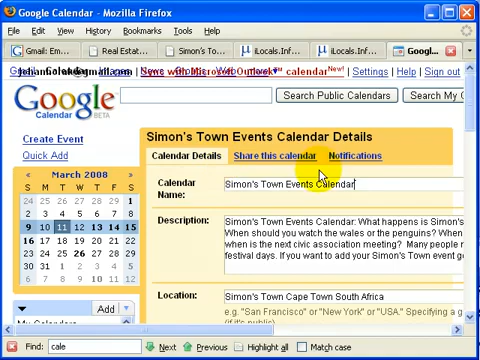 Google Calendar - Mozilla Firefox
File Edit View History Bookmarks Tools Help
Gmail: Em... Real Estat... Simon's To... iLocals.Inf... iLocals.Inf... Googl...
Sync with Microsoft Outlook™ calendar New! | Settings | Help | Sign out
Google Calendar BETA
Search Public Calendars Search My Ca
Create Event
Quick Add
Simon's Town Events Calendar Details
Calendar Details Share this calendar Notifications
« March 2008 »
S M T W T F S
24 25 26 27 28 29 1
2 3 4 5 6 7 8
9 10 11 12 13 14 15
16 17 18 19 20 21 22
23 24 25 26 27 28 29
30 31 1 2 3 4 5
Calendar Name: Simon's Town Events Calendar
Description: Simon's Town Events Calendar: What happens is Simon's
When should you watch the wales or the penguins? When
when is the next civic association meeting? Many people
festival days. If you want to add your Simon's Town event
Add
My Calendars
Location: Simon's Town Cape Town South Africa
e.g. "San Francisco" or "New York" or "USA." Specifying a g
(if it's public)
Find: cale Next Previous Highlight all Match case